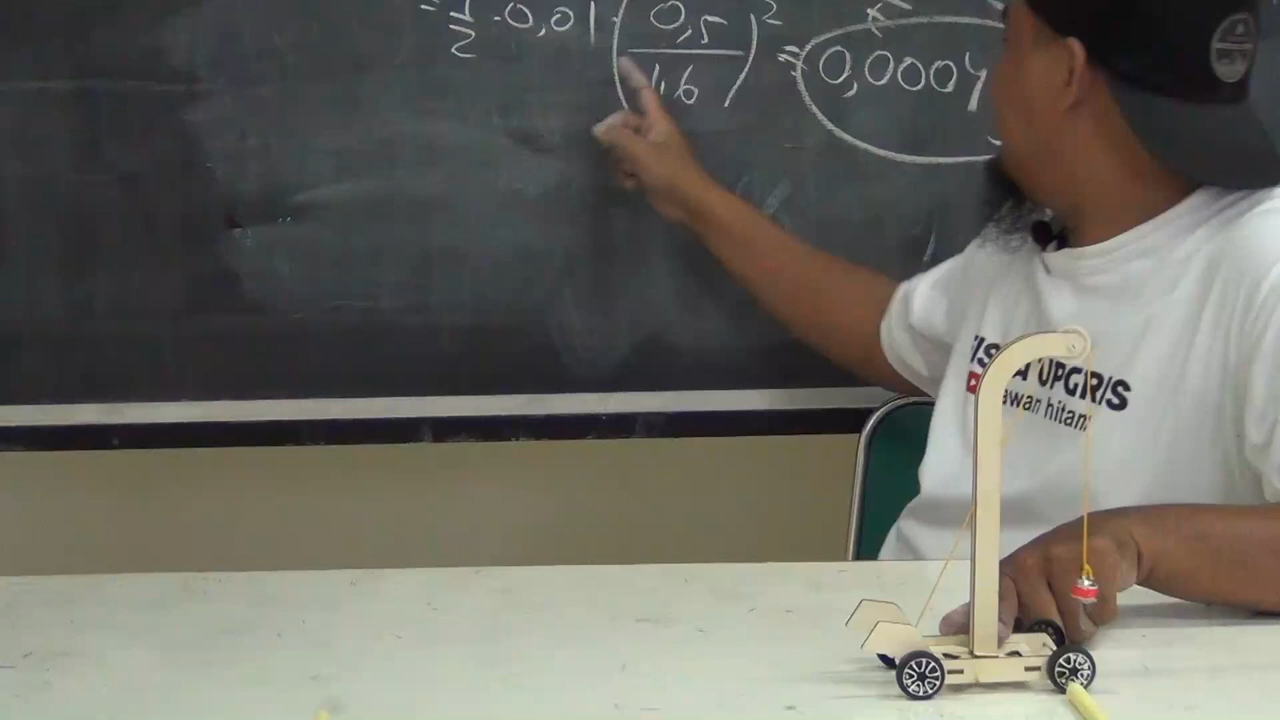 = 1/2 · 0,01 · (0,5/1,6)² = 0,0004
UPGRIS
awan hitam